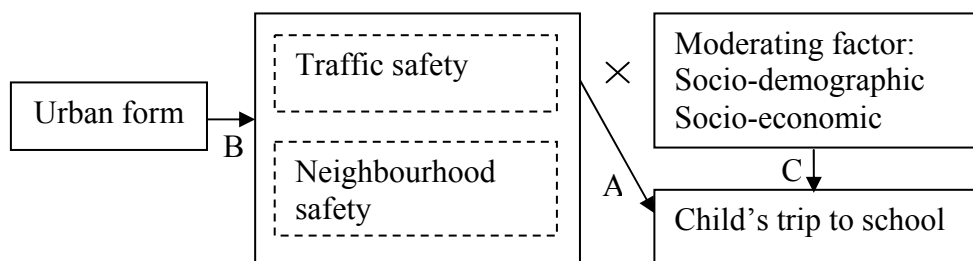 Urban form
B
Traffic safety
Neighbourhood
safety
×
A
Moderating factor:
Socio-demographic
Socio-economic
C
Child’s trip to school